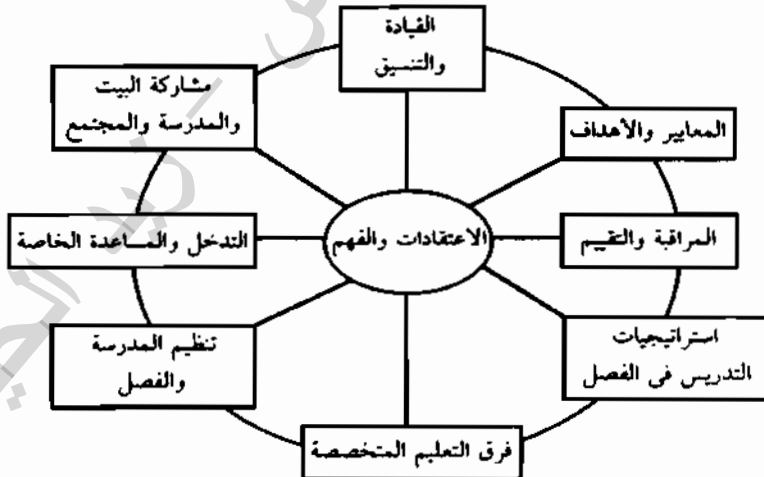 القيادة
والتنسيق
المعايير والأهداف
المراقبة والتقييم
استراتيجيات
التدريس فى الفصل
فرق التعليم المتخصصة
تنظيم المدرسة
والفصل
التدخل والمساعدة الخاصة
مشاركة البيت
والمدرسة والمجتمع
الاعتقادات والفهم